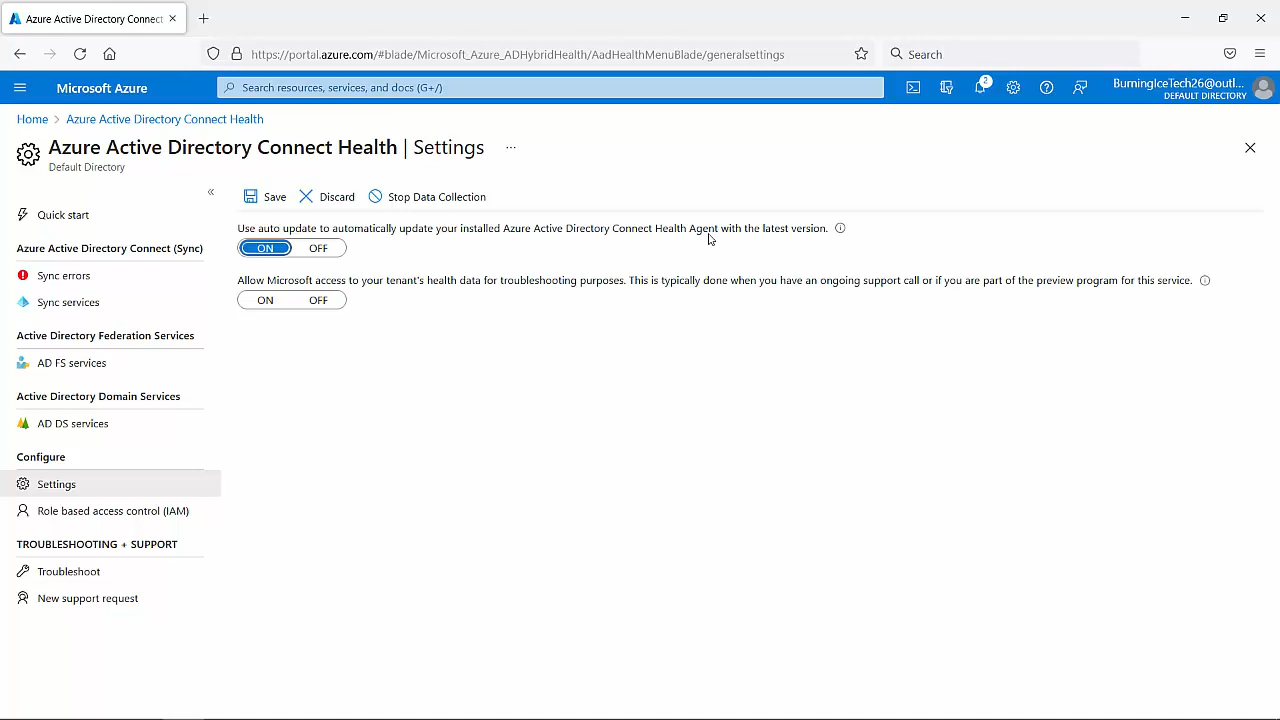 Azure Active Directory Connect
https://portal.azure.com/#blade/Microsoft_Azure_ADHybridHealth/AadHealthMenuBlade/generalsettings
Search
Microsoft Azure
Search resources, services, and docs (G+/)
2
BurningIceTech26@outl...
DEFAULT DIRECTORY
Home > Azure Active Directory Connect Health
Azure Active Directory Connect Health | Settings ...
Default Directory
«
Save Discard Stop Data Collection
Quick start
Use auto update to automatically update your installed Azure Active Directory Connect Health Agent with the latest version.
ON OFF
Azure Active Directory Connect (Sync)
Sync errors
Allow Microsoft access to your tenant's health data for troubleshooting purposes. This is typically done when you have an ongoing support call or if you are part of the preview program for this service.
ON OFF
Sync services
Active Directory Federation Services
AD FS services
Active Directory Domain Services
AD DS services
Configure
Settings
Role based access control (IAM)
TROUBLESHOOTING + SUPPORT
Troubleshoot
New support request